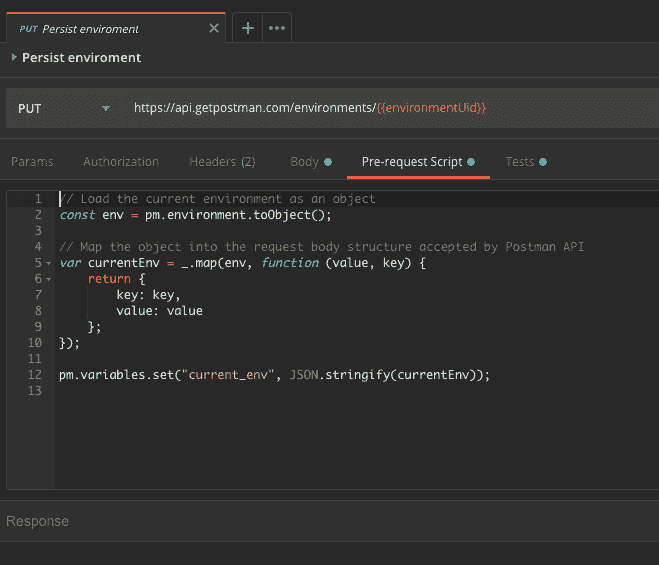 PUT Persist enviroment
Persist enviroment
PUT https://api.getpostman.com/environments/{{environmentUid}}
Params Authorization Headers (2) Body Pre-request Script Tests
1 // Load the current environment as an object
2 const env = pm.environment.toObject();
3
4 // Map the object into the request body structure accepted by Postman API
5 var currentEnv = _.map(env, function (value, key) {
6 return {
7 key: key,
8 value: value
9 };
10 });
11
12 pm.variables.set("current_env", JSON.stringify(currentEnv));
13
Response